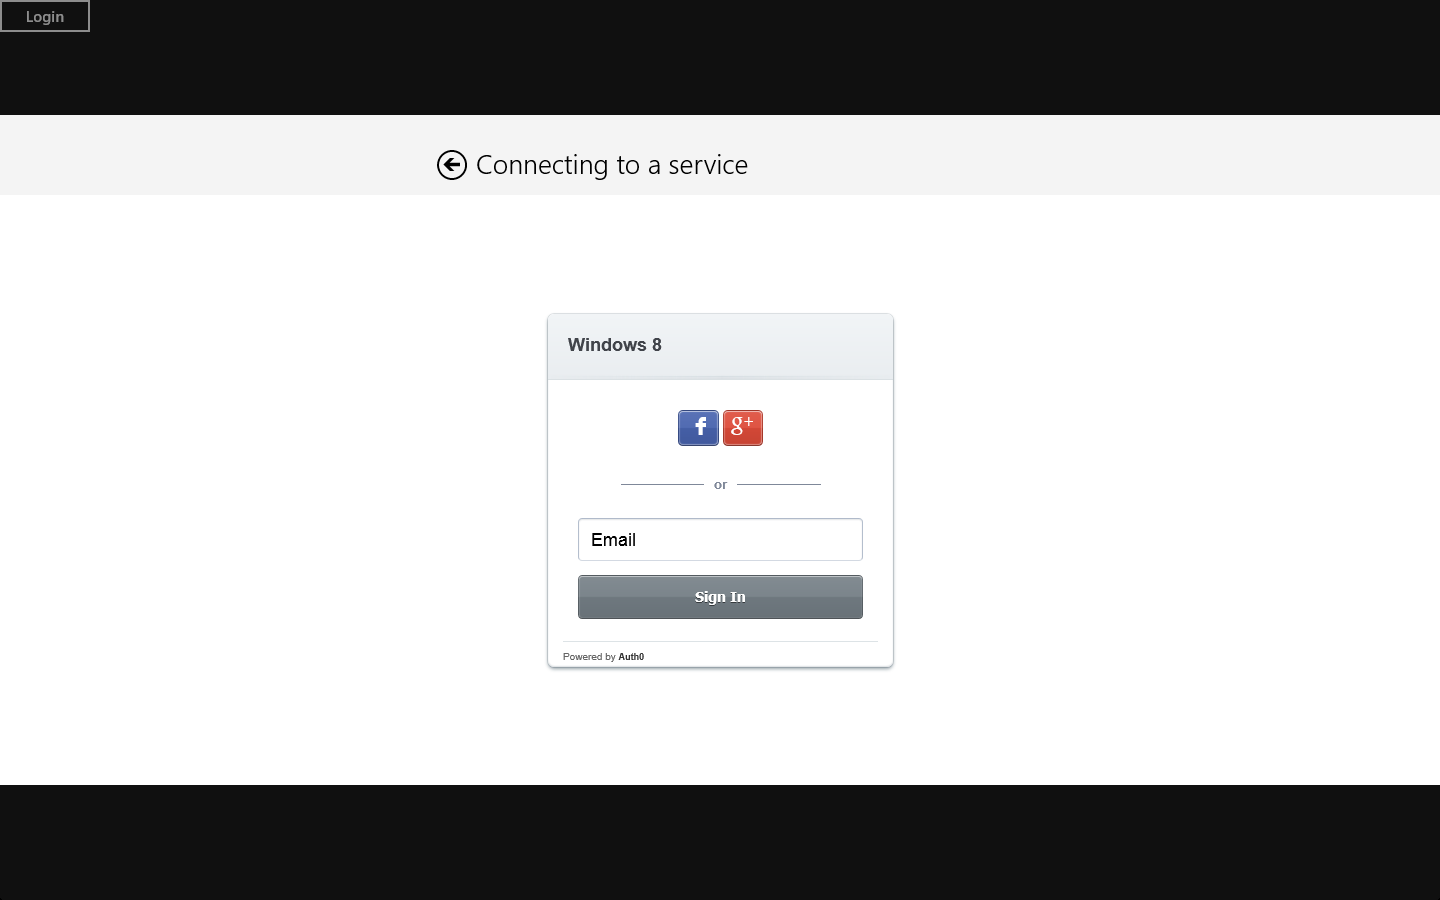 Login
Connecting to a service
Windows 8
f g+
or
Email
Sign In
Powered by Auth0